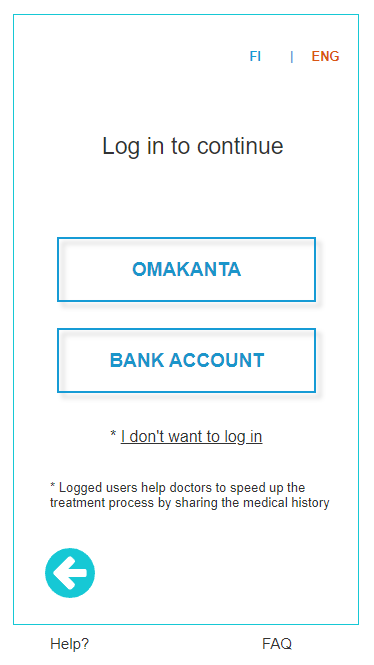 FI | ENG
Log in to continue
OMAKANTA
BANK ACCOUNT
* I don't want to log in
* Logged users help doctors to speed up the
treatment process by sharing the medical history
Help? FAQ